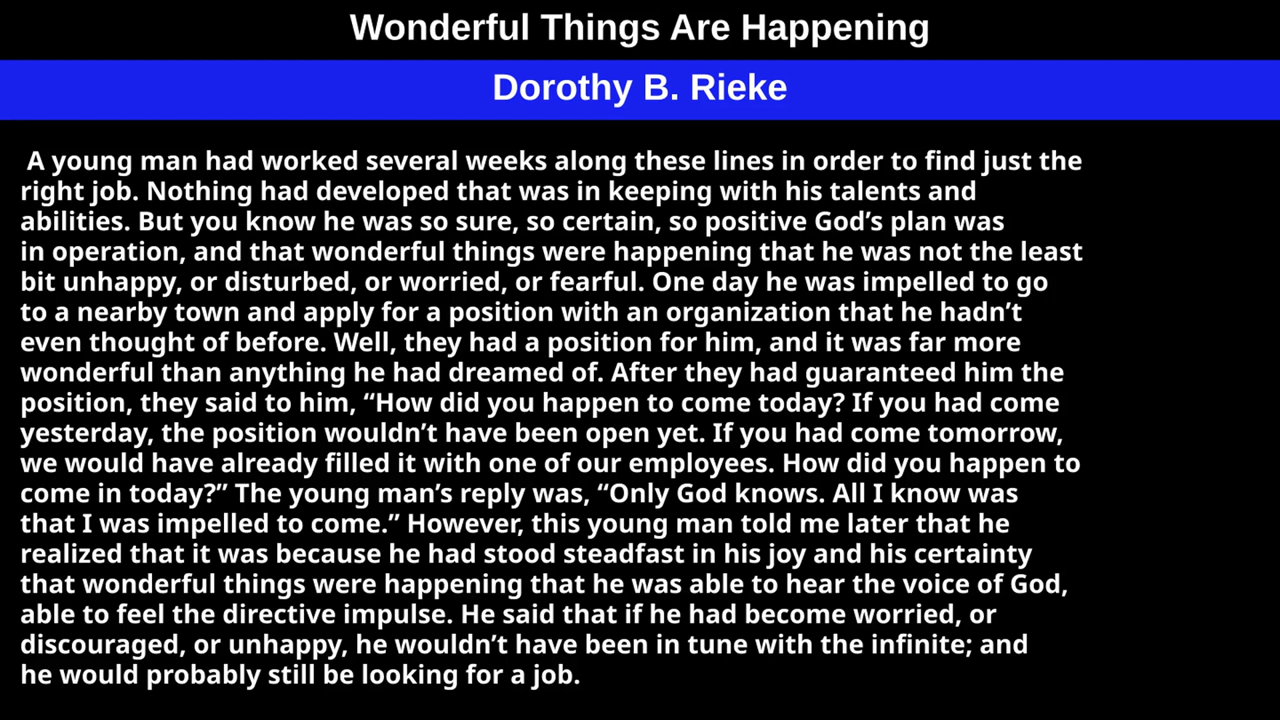 Wonderful Things Are Happening
Dorothy B. Rieke
A young man had worked several weeks along these lines in order to find just the
right job. Nothing had developed that was in keeping with his talents and
abilities. But you know he was so sure, so certain, so positive God’s plan was
in operation, and that wonderful things were happening that he was not the least
bit unhappy, or disturbed, or worried, or fearful. One day he was impelled to go
to a nearby town and apply for a position with an organization that he hadn’t
even thought of before. Well, they had a position for him, and it was far more
wonderful than anything he had dreamed of. After they had guaranteed him the
position, they said to him, “How did you happen to come today? If you had come
yesterday, the position wouldn’t have been open yet. If you had come tomorrow,
we would have already filled it with one of our employees. How did you happen to
come in today?” The young man’s reply was, “Only God knows. All I know was
that I was impelled to come.” However, this young man told me later that he
realized that it was because he had stood steadfast in his joy and his certainty
that wonderful things were happening that he was able to hear the voice of God,
able to feel the directive impulse. He said that if he had become worried, or
discouraged, or unhappy, he wouldn’t have been in tune with the infinite; and
he would probably still be looking for a job.